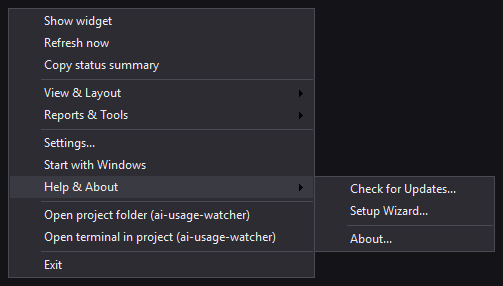 Show widget
Refresh now
Copy status summary
View & Layout
Reports & Tools
Settings...
Start with Windows
Help & About
Check for Updates...
Setup Wizard...
About...
Open project folder (ai-usage-watcher)
Open terminal in project (ai-usage-watcher)
Exit